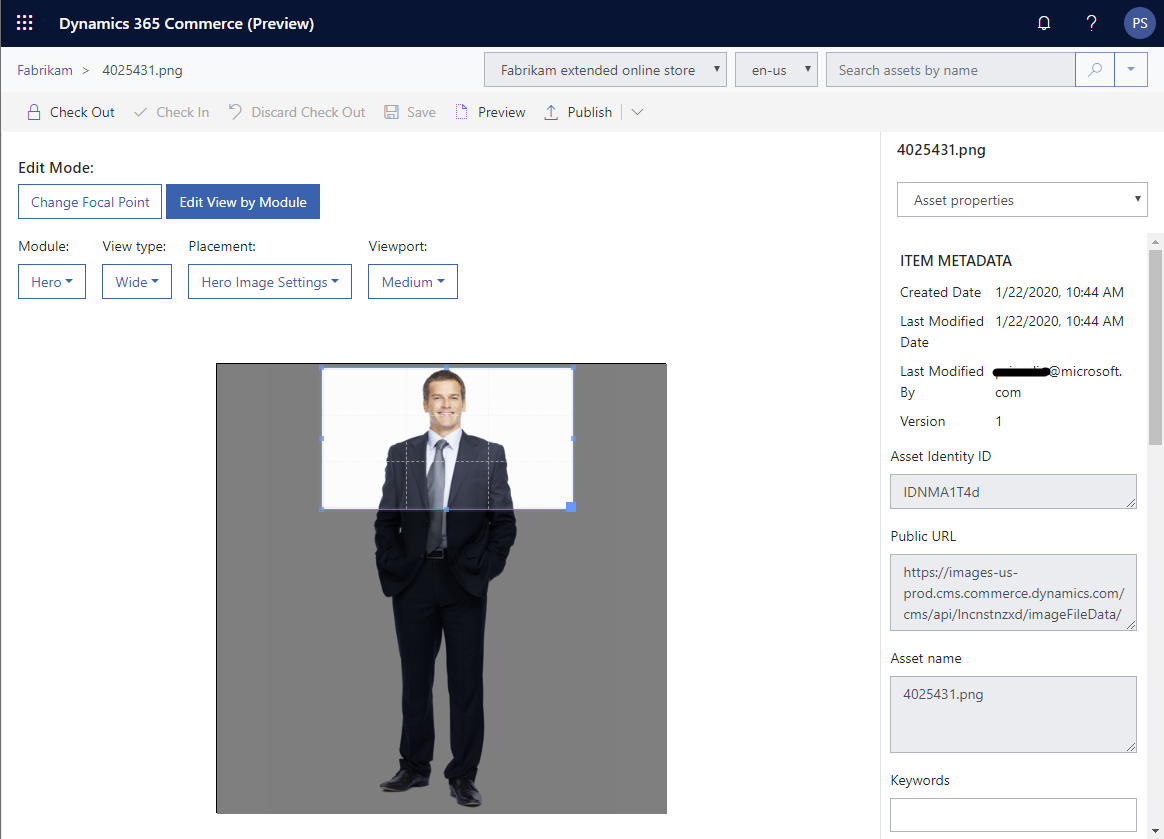 Dynamics 365 Commerce (Preview)
?
PS
Fabrikam > 4025431.png
Fabrikam extended online store
en-us
Search assets by name
Check Out
Check In
Discard Check Out
Save
Preview
Publish
Edit Mode:
Change Focal Point
Edit View by Module
Module:
View type:
Placement:
Viewport:
Hero
Wide
Hero Image Settings
Medium
4025431.png
Asset properties
ITEM METADATA
Created Date 1/22/2020, 10:44 AM
Last Modified 1/22/2020, 10:44 AM
Date
Last Modified @microsoft.
By com
Version 1
Asset Identity ID
IDNMA1T4d
Public URL
https://images-us-
prod.cms.commerce.dynamics.com/
cms/api/lncnstnzxd/imageFileData/
Asset name
4025431.png
Keywords